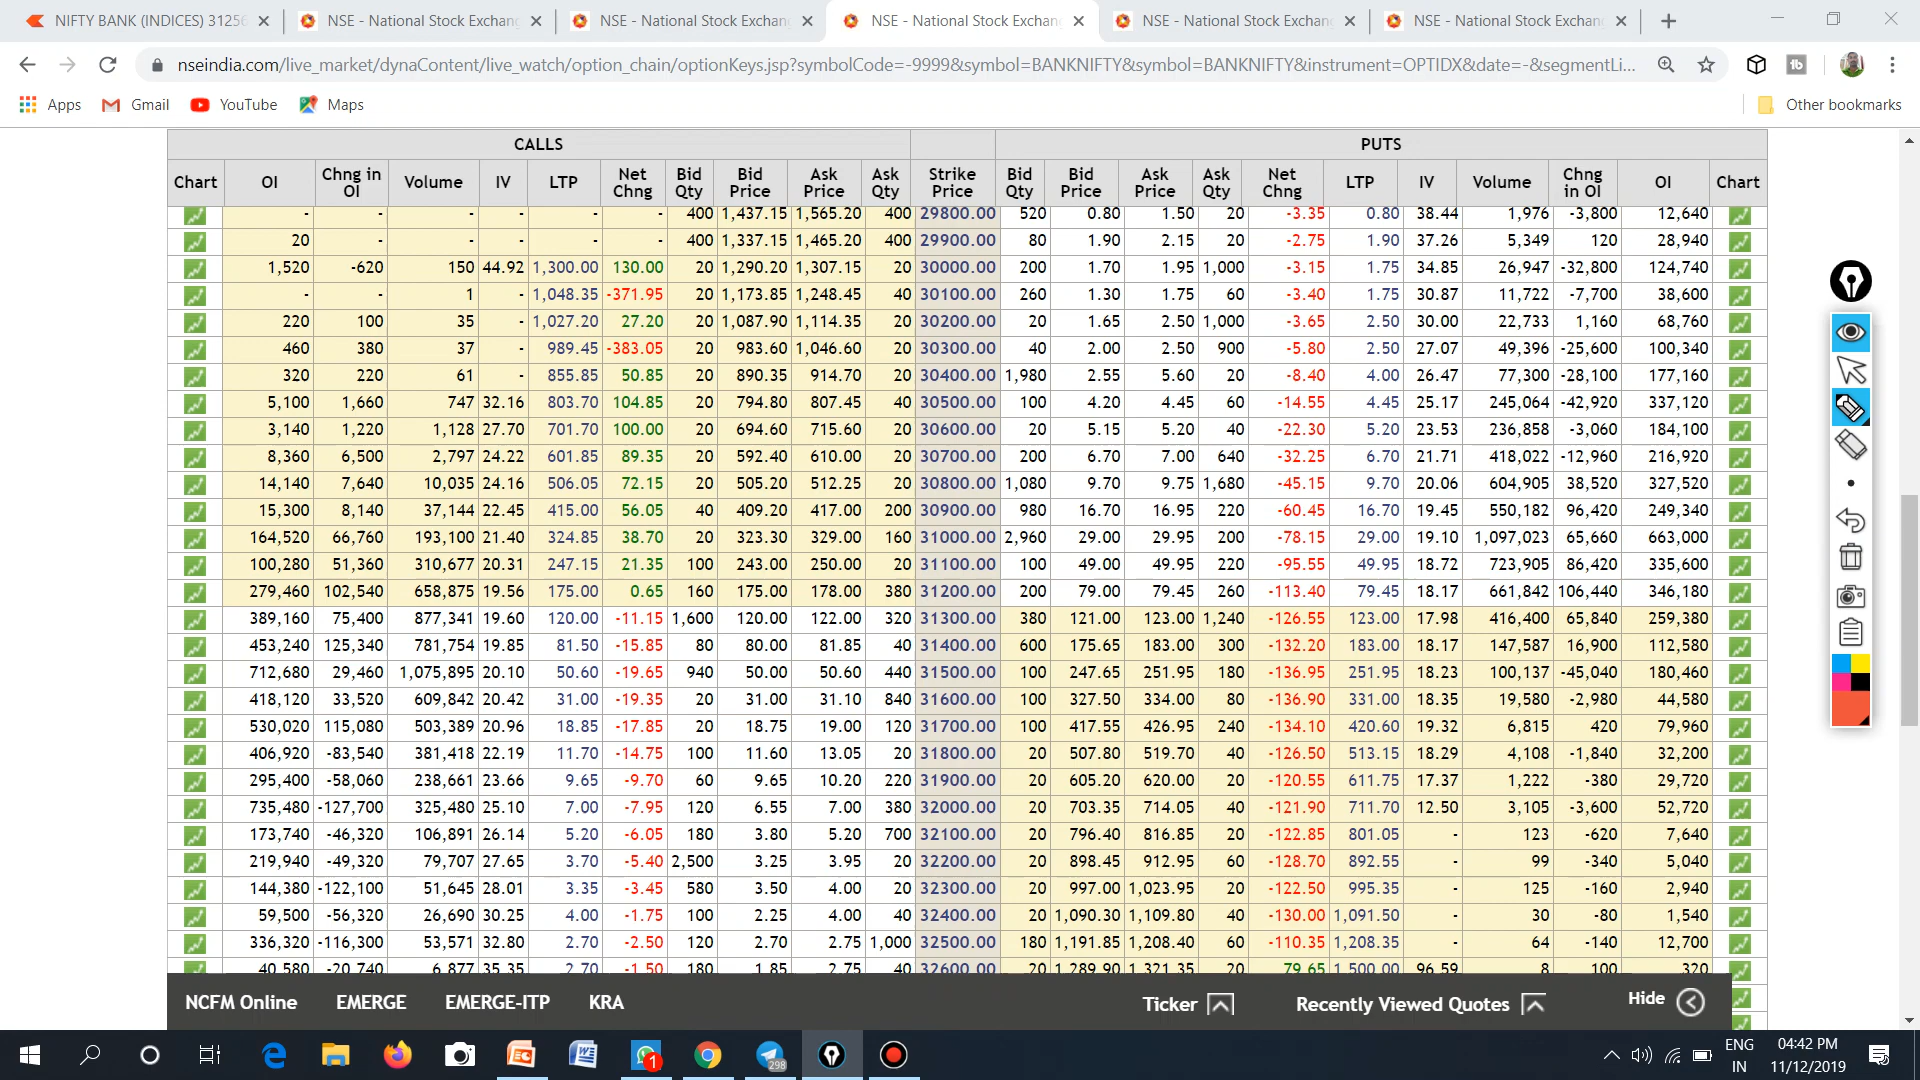 NIFTY BANK (INDICES) 3125
NSE - National Stock Exchan
NSE - National Stock Exchan
NSE - National Stock Exchan
NSE - National Stock Exchan
NSE - National Stock Exchan
nseindia.com/live_market/dynaContent/live_watch/option_chain/optionKeys.jsp?symbolCode=-9999&symbol=BANKNIFTY&symbol=BANKNIFTY&instrument=OPTIDX&date=-&segmentLi...
Apps Gmail YouTube Maps Other bookmarks
CALLS PUTS
Chart OI Chng in OI Volume IV LTP Net Chng Bid Qty Bid Price Ask Price Ask Qty Strike Price Bid Qty Bid Price Ask Price Ask Qty Net Chng LTP IV Volume Chng in OI OI Chart
- - - - - - 400 1,437.15 1,565.20 400 29800.00 520 0.80 1.50 20 -3.35 0.80 38.44 1,976 -3,800 12,640
20 - - - - - 400 1,337.15 1,465.20 400 29900.00 80 1.90 2.15 20 -2.75 1.90 37.26 5,349 120 28,940
1,520 -620 150 44.92 1,300.00 130.00 20 1,290.20 1,307.15 20 30000.00 200 1.70 1.95 1,000 -3.15 1.75 34.85 26,947 -32,800 124,740
- - 1 - 1,048.35 -371.95 20 1,173.85 1,248.45 40 30100.00 260 1.30 1.75 60 -3.40 1.75 30.87 11,722 -7,700 38,600
220 100 35 - 1,027.20 27.20 20 1,087.90 1,114.35 20 30200.00 20 1.65 2.50 1,000 -3.65 2.50 30.00 22,733 1,160 68,760
460 380 37 - 989.45 -383.05 20 983.60 1,046.60 20 30300.00 40 2.00 2.50 900 -5.80 2.50 27.07 49,396 -25,600 100,340
320 220 61 - 855.85 50.85 20 890.35 914.70 20 30400.00 1,980 2.55 5.60 20 -8.40 4.00 26.47 77,300 -28,100 177,160
5,100 1,660 747 32.16 803.70 104.85 20 794.80 807.45 40 30500.00 100 4.20 4.45 60 -14.55 4.45 25.17 245,064 -42,920 337,120
3,140 1,220 1,128 27.70 701.70 100.00 20 694.60 715.60 20 30600.00 20 5.15 5.20 40 -22.30 5.20 23.53 236,858 -3,060 184,100
8,360 6,500 2,797 24.22 601.85 89.35 20 592.40 610.00 20 30700.00 200 6.70 7.00 640 -32.25 6.70 21.71 418,022 -12,960 216,920
14,140 7,640 10,035 24.16 506.05 72.15 20 505.20 512.25 20 30800.00 1,080 9.70 9.75 1,680 -45.15 9.70 20.06 604,905 38,520 327,520
15,300 8,140 37,144 22.45 415.00 56.05 40 409.20 417.00 200 30900.00 980 16.70 16.95 220 -60.45 16.70 19.45 550,182 96,420 249,340
164,520 66,760 193,100 21.40 324.85 38.70 20 323.30 329.00 160 31000.00 2,960 29.00 29.95 200 -78.15 29.00 19.10 1,097,023 65,660 663,000
100,280 51,360 310,677 20.31 247.15 21.35 100 243.00 250.00 20 31100.00 100 49.00 49.95 220 -95.55 49.95 18.72 723,905 86,420 335,600
279,460 102,540 658,875 19.56 175.00 0.65 160 175.00 178.00 380 31200.00 200 79.00 79.45 260 -113.40 79.45 18.17 661,842 106,440 346,180
389,160 75,400 877,341 19.60 120.00 -11.15 1,600 120.00 122.00 320 31300.00 380 121.00 123.00 1,240 -126.55 123.00 17.98 416,400 65,840 259,380
453,240 125,340 781,754 19.85 81.50 -15.85 80 80.00 81.85 40 31400.00 600 175.65 183.00 300 -132.20 183.00 18.17 147,587 16,900 112,580
712,680 29,460 1,075,895 20.10 50.60 -19.65 940 50.00 50.60 440 31500.00 100 247.65 251.95 180 -136.95 251.95 18.23 100,137 -45,040 180,460
418,120 33,520 609,842 20.42 31.00 -19.35 20 31.00 31.10 840 31600.00 100 327.50 334.00 80 -136.90 331.00 18.35 19,580 -2,980 44,580
530,020 115,080 503,389 20.96 18.85 -17.85 20 18.75 19.00 120 31700.00 100 417.55 426.95 240 -134.10 420.60 19.32 6,815 420 79,960
406,920 -83,540 381,418 22.19 11.70 -14.75 100 11.60 13.05 20 31800.00 20 507.80 519.70 40 -126.50 513.15 18.29 4,108 -1,840 32,200
295,400 -58,060 238,661 23.66 9.65 -9.70 60 9.65 10.20 220 31900.00 20 605.20 620.00 20 -120.55 611.75 17.37 1,222 -380 29,720
735,480 -127,700 325,480 25.10 7.00 -7.95 120 6.55 7.00 380 32000.00 20 703.35 714.05 40 -121.90 711.70 12.50 3,105 -3,600 52,720
173,740 -46,320 106,891 26.14 5.20 -6.05 180 3.80 5.20 700 32100.00 20 796.40 816.85 20 -122.85 801.05 - 123 -620 7,640
219,940 -49,320 79,707 27.65 3.70 -5.40 2,500 3.25 3.95 20 32200.00 20 898.45 912.95 60 -128.70 892.55 - 99 -340 5,040
144,380 -122,100 51,645 28.01 3.35 -3.45 580 3.50 4.00 20 32300.00 20 997.00 1,023.95 20 -122.50 995.35 - 125 -160 2,940
59,500 -56,320 26,690 30.25 4.00 -1.75 100 2.25 4.00 40 32400.00 20 1,090.30 1,109.80 40 -130.00 1,091.50 - 30 -80 1,540
336,320 -116,300 53,571 32.80 2.70 -2.50 120 2.70 2.75 1,000 32500.00 180 1,191.85 1,208.40 60 -110.35 1,208.35 - 64 -140 12,700
40,580 -20,740 6,877 35.35 2.70 -1.50 180 1.85 2.75 40 32600.00 20 1,289.90 1,321.35 20 79.65 1,500.00 96.59 8 100 320
NCFM Online EMERGE EMERGE-ITP KRA Ticker Recently Viewed Quotes Hide
1
298
ENG
IN
04:42 PM
11/12/2019